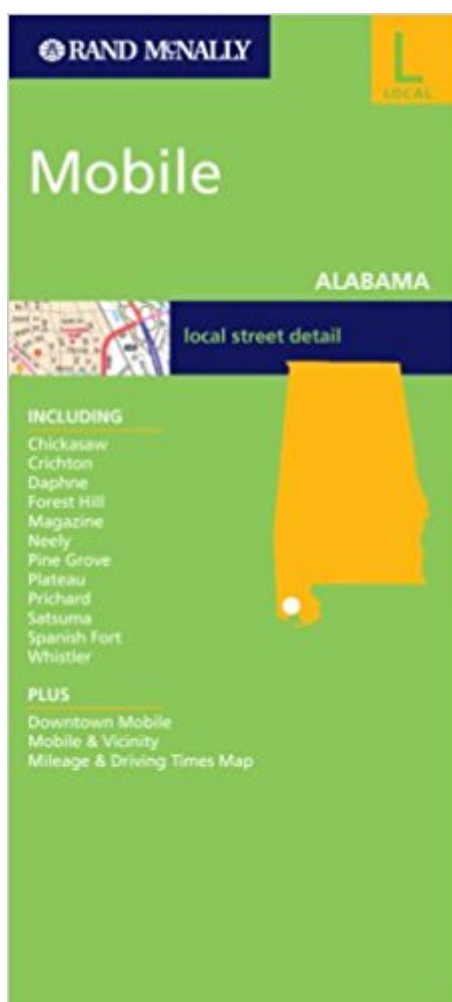 RAND McNALLY
L
LOCAL
Mobile
ALABAMA
local street detail
INCLUDING
Chickasaw
Crichton
Daphne
Forest Hill
Magazine
Neely
Pine Grove
Plateau
Prichard
Satsuma
Spanish Fort
Whistler
PLUS
Downtown Mobile
Mobile & Vicinity
Mileage & Driving Times Map